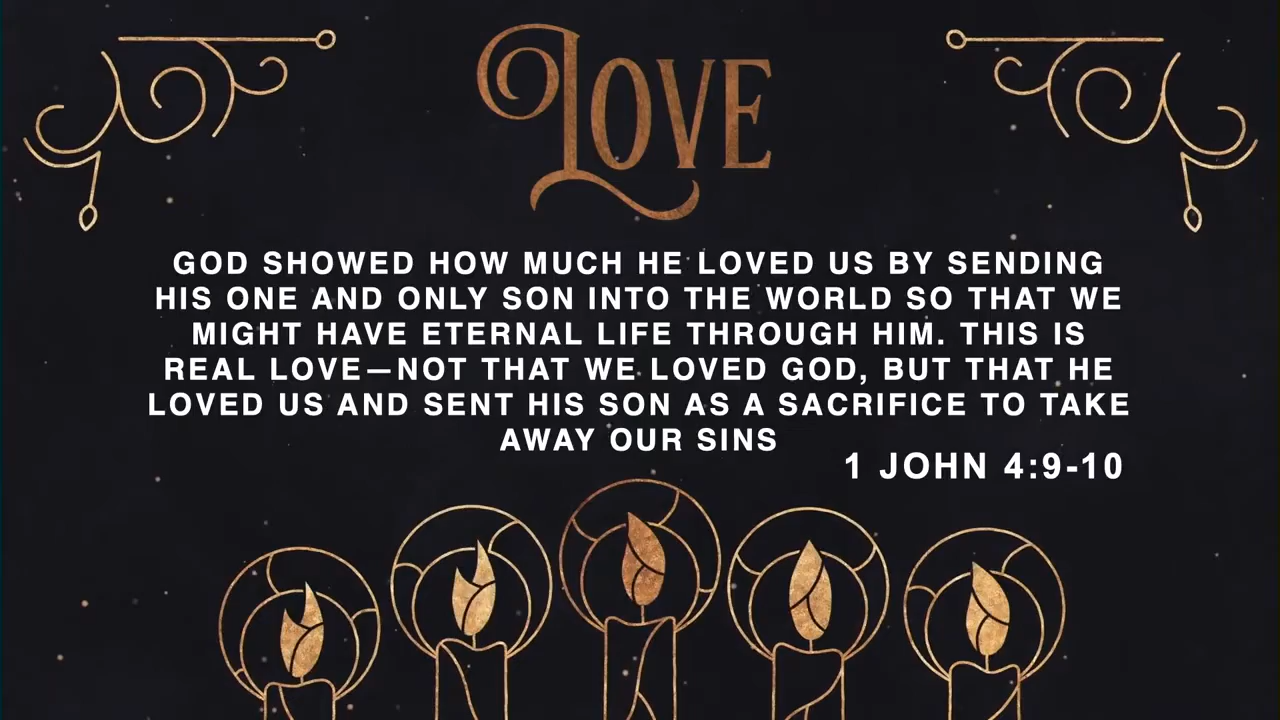 LOVE
GOD SHOWED HOW MUCH HE LOVED US BY SENDING
HIS ONE AND ONLY SON INTO THE WORLD SO THAT WE
MIGHT HAVE ETERNAL LIFE THROUGH HIM. THIS IS
REAL LOVE—NOT THAT WE LOVED GOD, BUT THAT HE
LOVED US AND SENT HIS SON AS A SACRIFICE TO TAKE
AWAY OUR SINS
1 JOHN 4:9-10